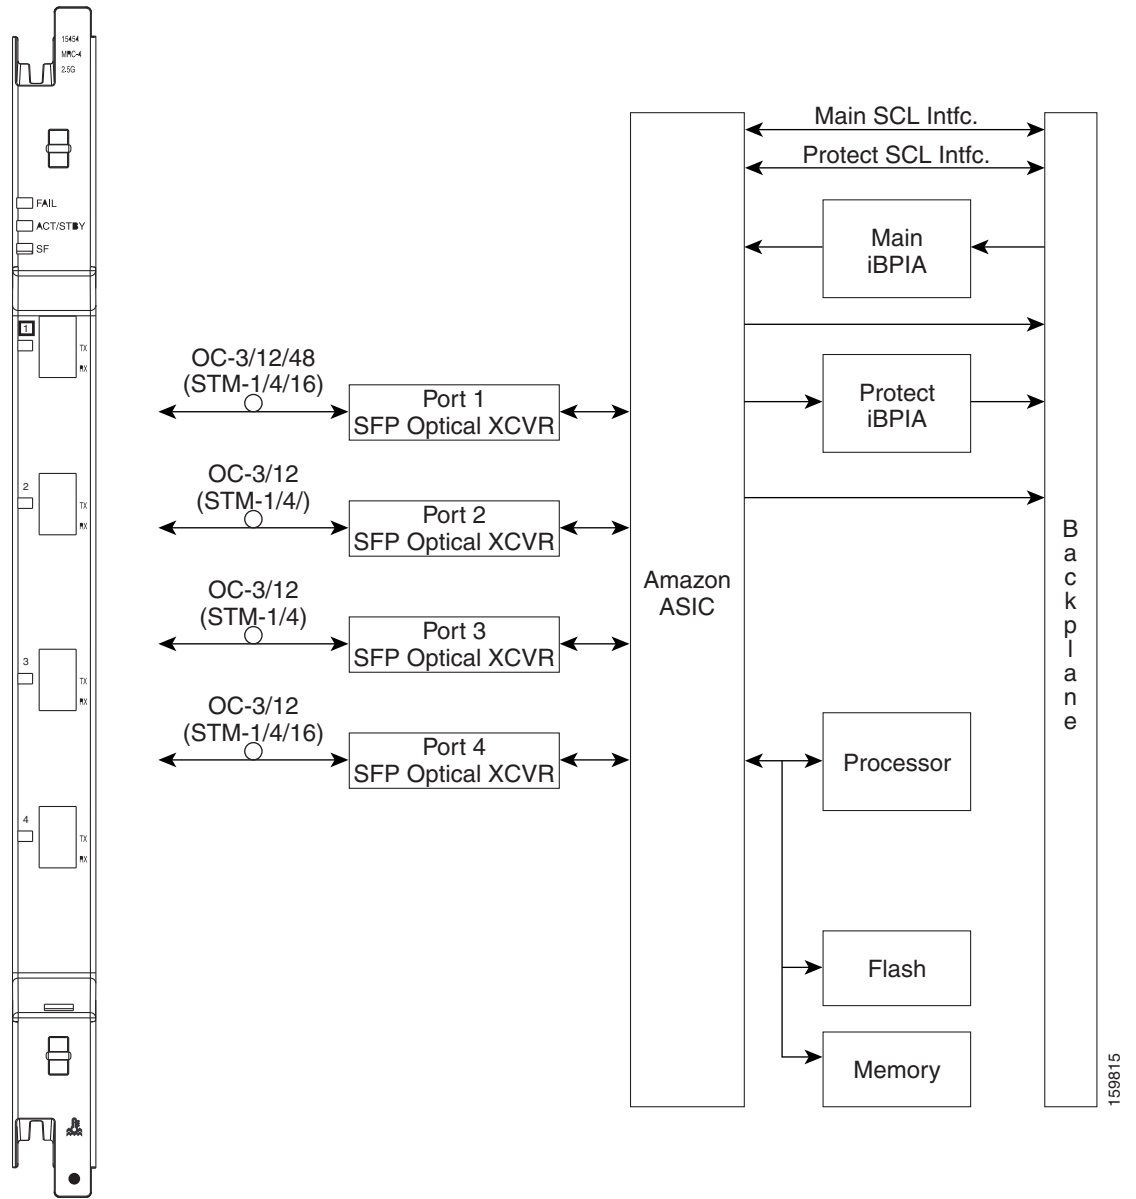 15454
MRC-4
2.5G
FAIL
ACT/STBY
SF
1
TX
RX
2
TX
RX
3
TX
RX
4
TX
RX
OC-3/12/48
(STM-1/4/16)
Port 1
SFP Optical XCVR
OC-3/12
(STM-1/4/)
Port 2
SFP Optical XCVR
OC-3/12
(STM-1/4)
Port 3
SFP Optical XCVR
OC-3/12
(STM-1/4/16)
Port 4
SFP Optical XCVR
Amazon
ASIC
Main SCL Intfc.
Protect SCL Intfc.
Main
iBPIA
Protect
iBPIA
Processor
Flash
Memory
Backplane
159815